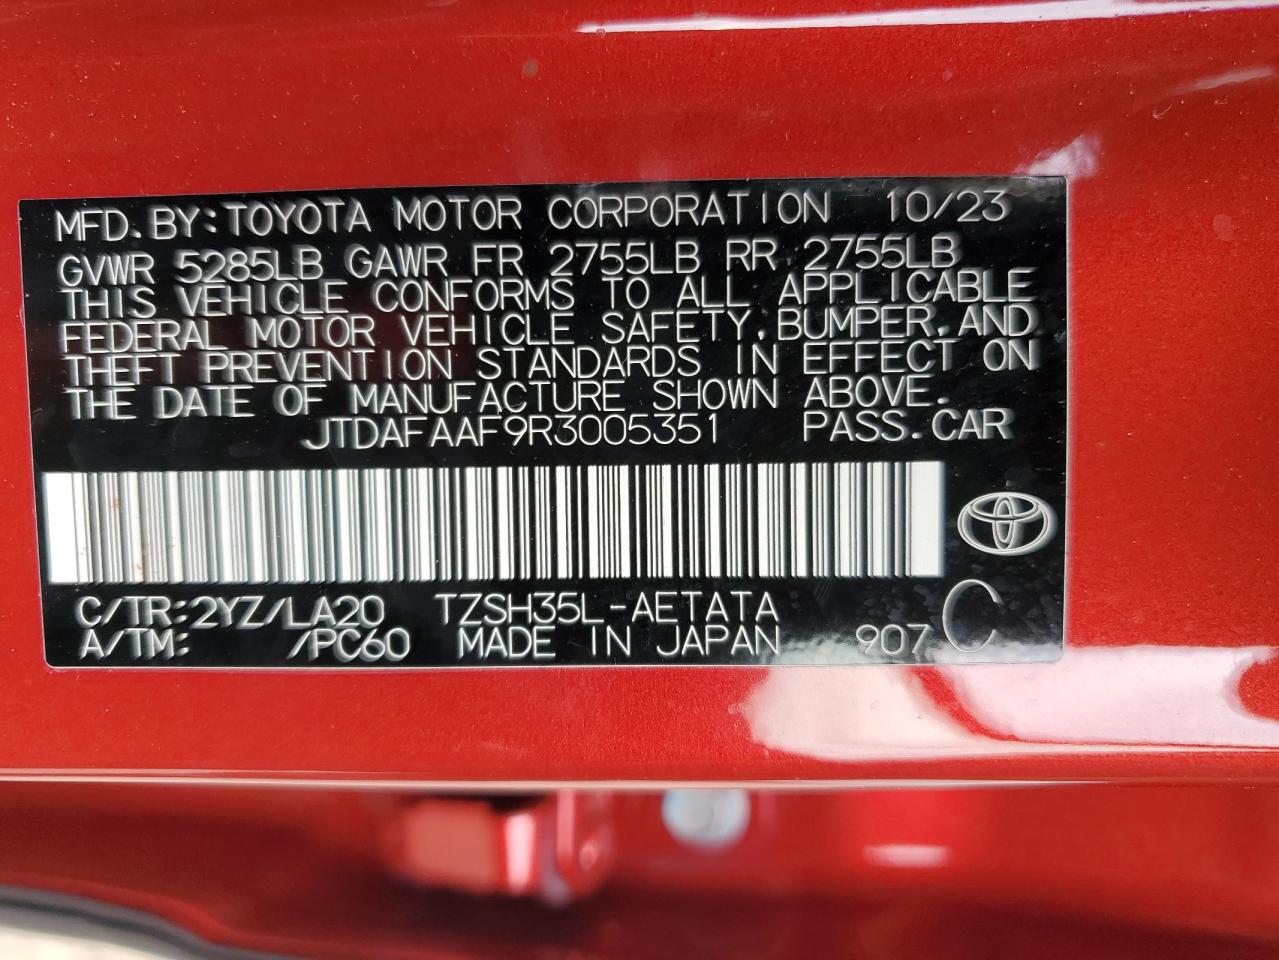 MFD.BY:TOYOTA MOTOR CORPORATION 10/23
GVWR 5285LB GAWR FR 2755LB RR 2755LB
THIS VEHICLE CONFORMS TO ALL APPLICABLE
FEDERAL MOTOR VEHICLE SAFETY,BUMPER,AND
THEFT PREVENTION STANDARDS IN EFFECT ON
THE DATE OF MANUFACTURE SHOWN ABOVE.
JTDAFAAF9R3005351 PASS.CAR
C/TR:2YZ/LA20 TZSH35L-AETATA
A/TM: /PC60 MADE IN JAPAN 907 C